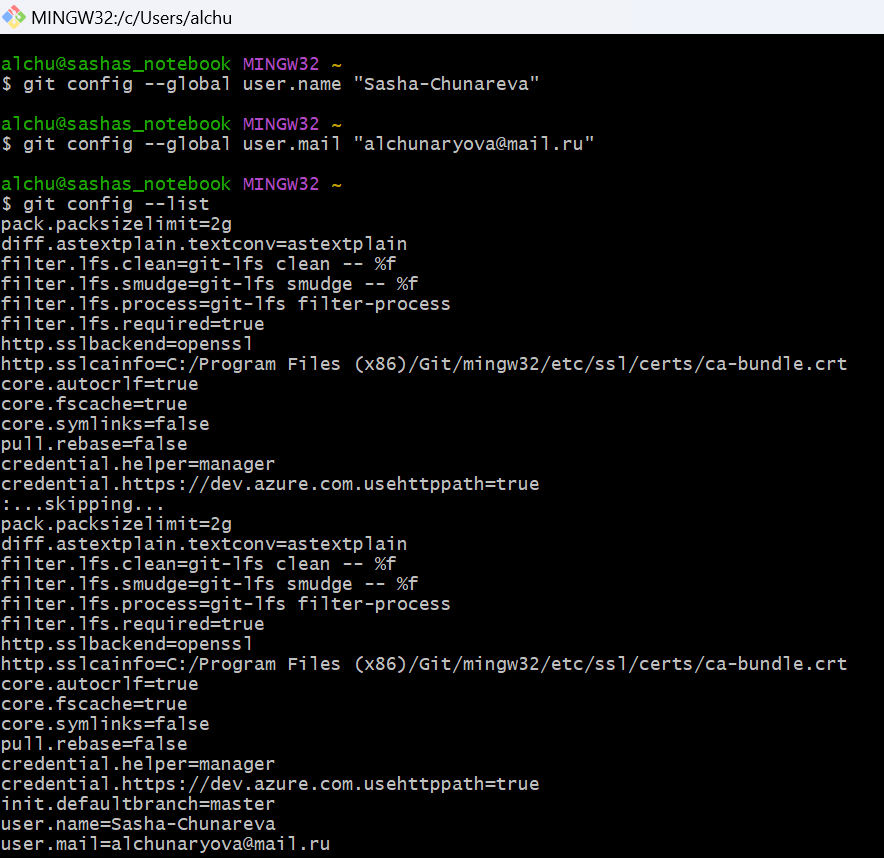 MINGW32:/c/Users/alchu
alchu@sashas_notebook MINGW32 ~
$ git config --global user.name "Sasha-Chunareva"
alchu@sashas_notebook MINGW32 ~
$ git config --global user.mail "alchunaryova@mail.ru"
alchu@sashas_notebook MINGW32 ~
$ git config --list
pack.packsizelimit=2g
diff.astextplain.textconv=astextplain
filter.lfs.clean=git-lfs clean -- %f
filter.lfs.smudge=git-lfs smudge -- %f
filter.lfs.process=git-lfs filter-process
filter.lfs.required=true
http.sslbackend=openssl
http.sslcainfo=C:/Program Files (x86)/Git/mingw32/etc/ssl/certs/ca-bundle.crt
core.autocrlf=true
core.fscache=true
core.symlinks=false
pull.rebase=false
credential.helper=manager
credential.https://dev.azure.com.usehttppath=true
:...skipping...
pack.packsizelimit=2g
diff.astextplain.textconv=astextplain
filter.lfs.clean=git-lfs clean -- %f
filter.lfs.smudge=git-lfs smudge -- %f
filter.lfs.process=git-lfs filter-process
filter.lfs.required=true
http.sslbackend=openssl
http.sslcainfo=C:/Program Files (x86)/Git/mingw32/etc/ssl/certs/ca-bundle.crt
core.autocrlf=true
core.fscache=true
core.symlinks=false
pull.rebase=false
credential.helper=manager
credential.https://dev.azure.com.usehttppath=true
init.defaultbranch=master
user.name=Sasha-Chunareva
user.mail=alchunaryova@mail.ru